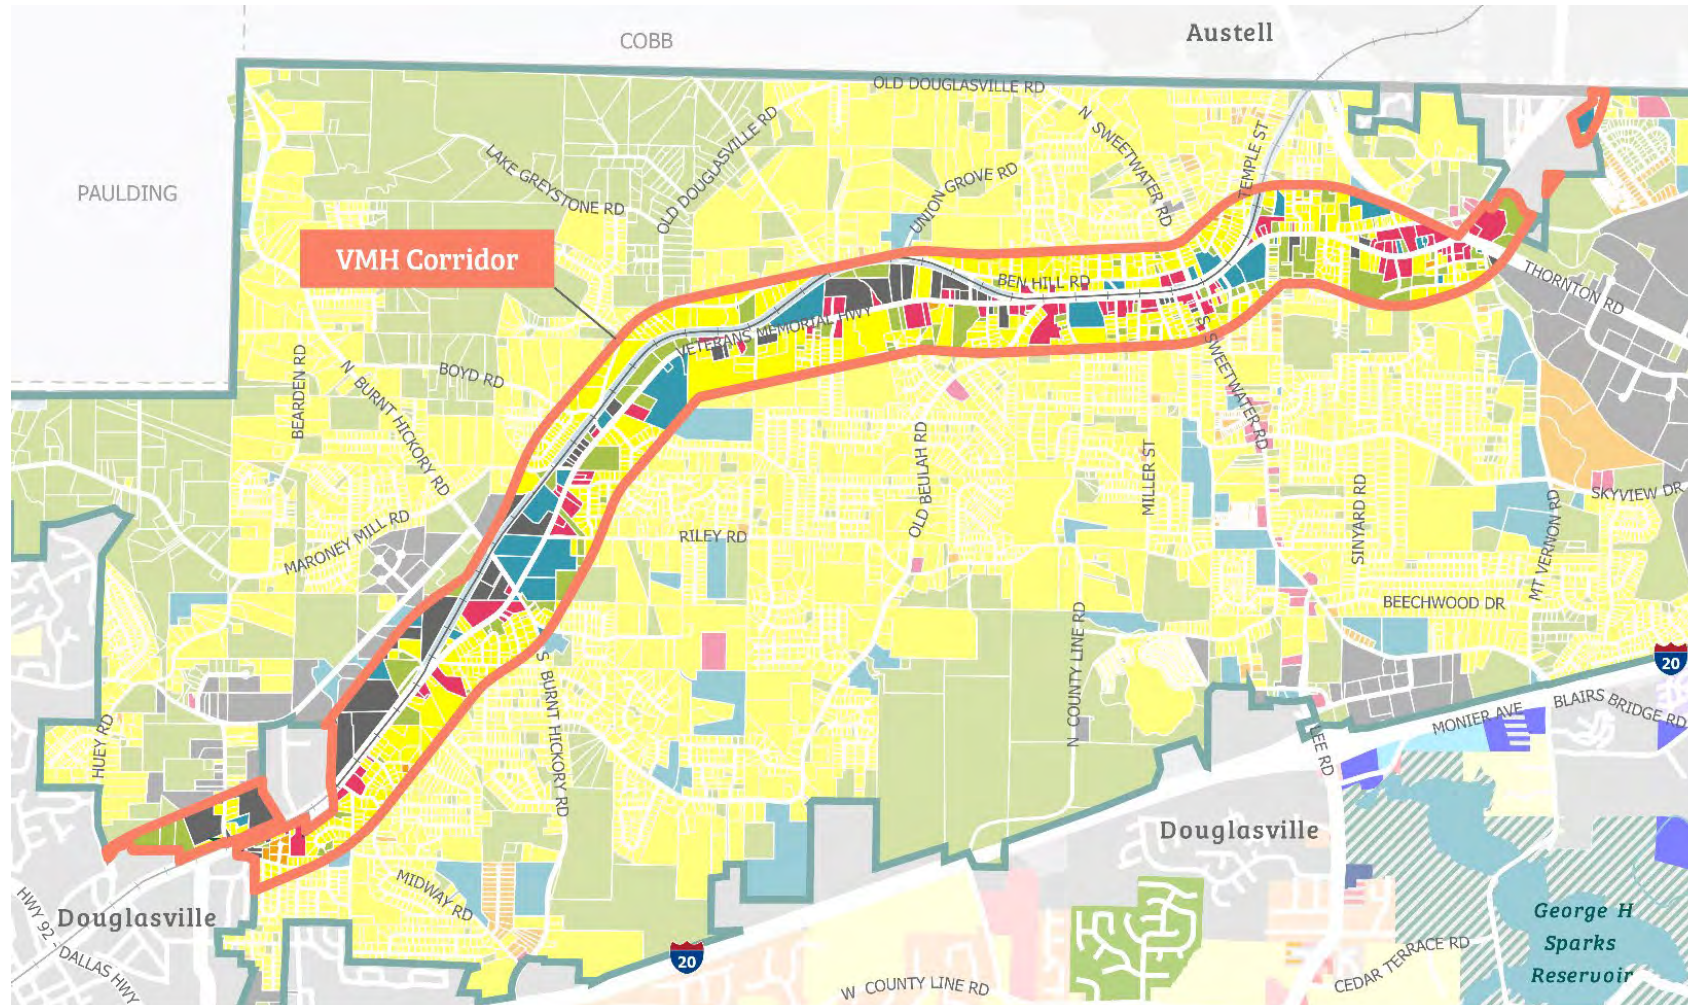 Austell
COBB
OLD DOUGLASVILLE RD
N SWEETWATER RD
TEMPLE ST
LAKE GREYSTONE RD
OLD DOUGLASVILLE RD
UNION GROVE RD
PAULDING
VMH Corridor
BEN HILL RD
THORNTON RD
VETERANS MEMORIAL HWY
BEARDEN RD
N BURNT HICKORY RD
BOYD RD
S SWEETWATER RD
OLD BEULAH RD
MILLER ST
SINYARD RD
MT VERNON RD
SKYVIEW DR
MARONEY MILL RD
RILEY RD
BEECHWOOD DR
N COUNTY LINE RD
S BURNT HICKORY RD
20
HUEY RD
LEE RD
MONIER AVE
BLAIRS BRIDGE RD
Douglasville
MIDWAY RD
Douglasville
HWY 92 - DALLAS HWY
20
W COUNTY LINE RD
CEDAR TERRACE RD
George H
Sparks
Reservoir